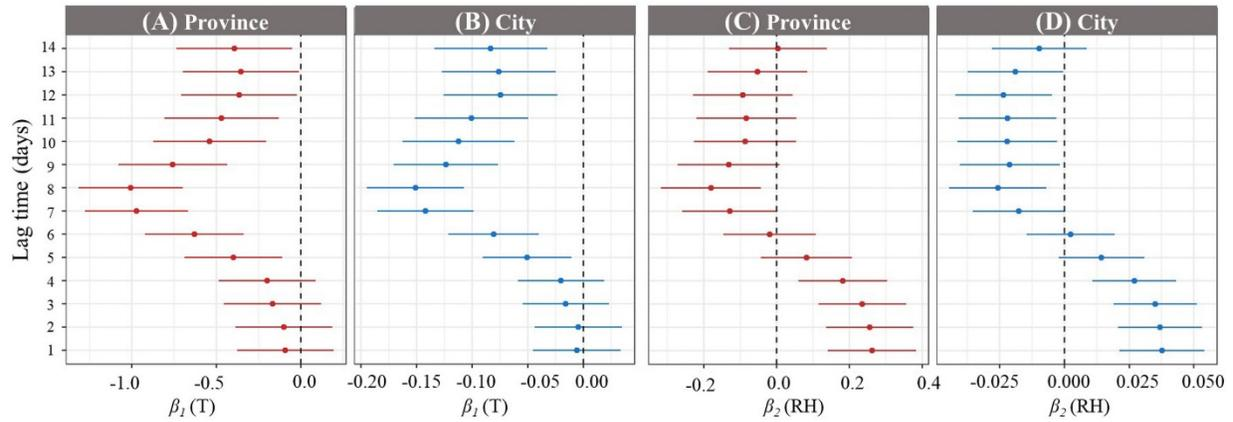 (A) Province
(B) City
(C) Province
(D) City
Lag time (days)
14
13
12
11
10
9
8
7
6
5
4
3
2
1
-1.0 -0.5 0.0
-0.20 -0.15 -0.10 -0.05 0.00
-0.2 0.0 0.2 0.4
-0.025 0.000 0.025 0.050
β₁ (T)
β₁ (T)
β₂ (RH)
β₂ (RH)